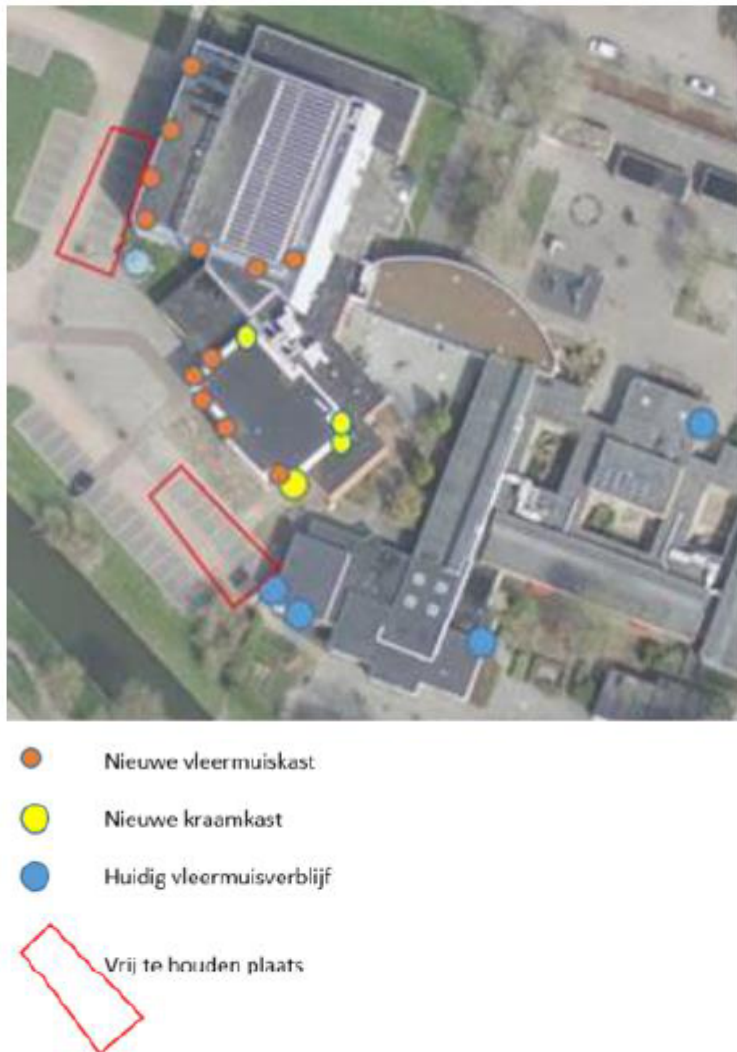 Nieuwe vleermuiskast
Nieuwe kraamkast
Huidig vleermuisverblijf
Vrij te houden plaats